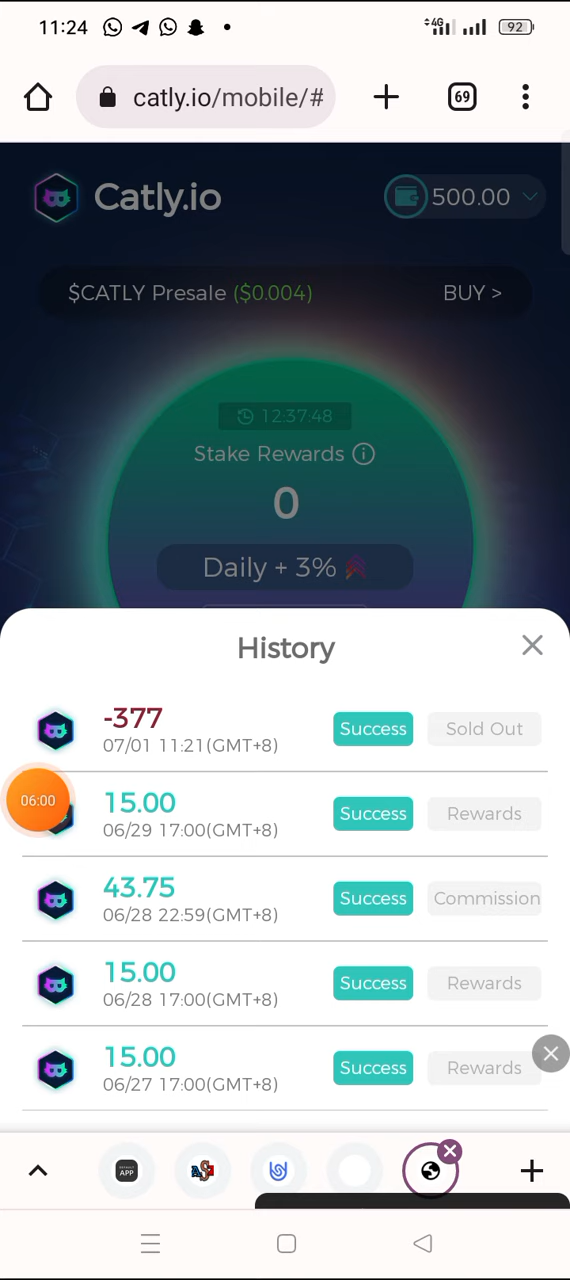 11:24
4G
92
catly.io/mobile/#
69
Catly.io
500.00
$CATLY Presale ($0.004)
BUY >
12:37:48
Stake Rewards
0
Daily + 3%
History
-377
07/01 11:21(GMT+8)
Success
Sold Out
06:00
15.00
06/29 17:00(GMT+8)
Success
Rewards
43.75
06/28 22:59(GMT+8)
Success
Commission
15.00
06/28 17:00(GMT+8)
Success
Rewards
15.00
06/27 17:00(GMT+8)
Success
Rewards
APP